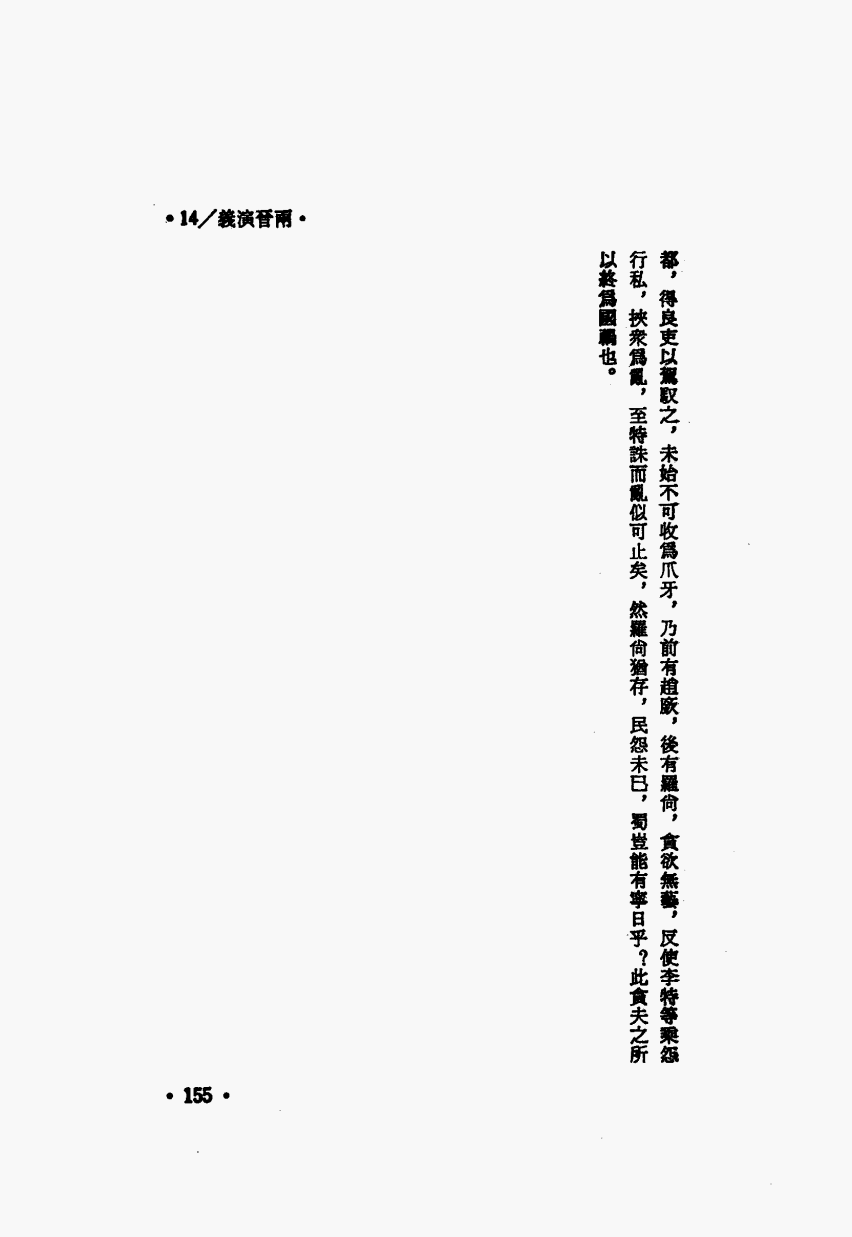 •14／義演晉兩•
都，得良吏以駕馭之，未始不可收爲爪牙，乃前有趙廞，後有羅尙，貪欲無藝，反使李特等乘怨
行私，挾衆爲亂，至特誅而亂似可止矣，然羅尙猶存，民怨未已，蜀豈能有寧日乎？此貪夫之所
以終爲國禍也。
•155•